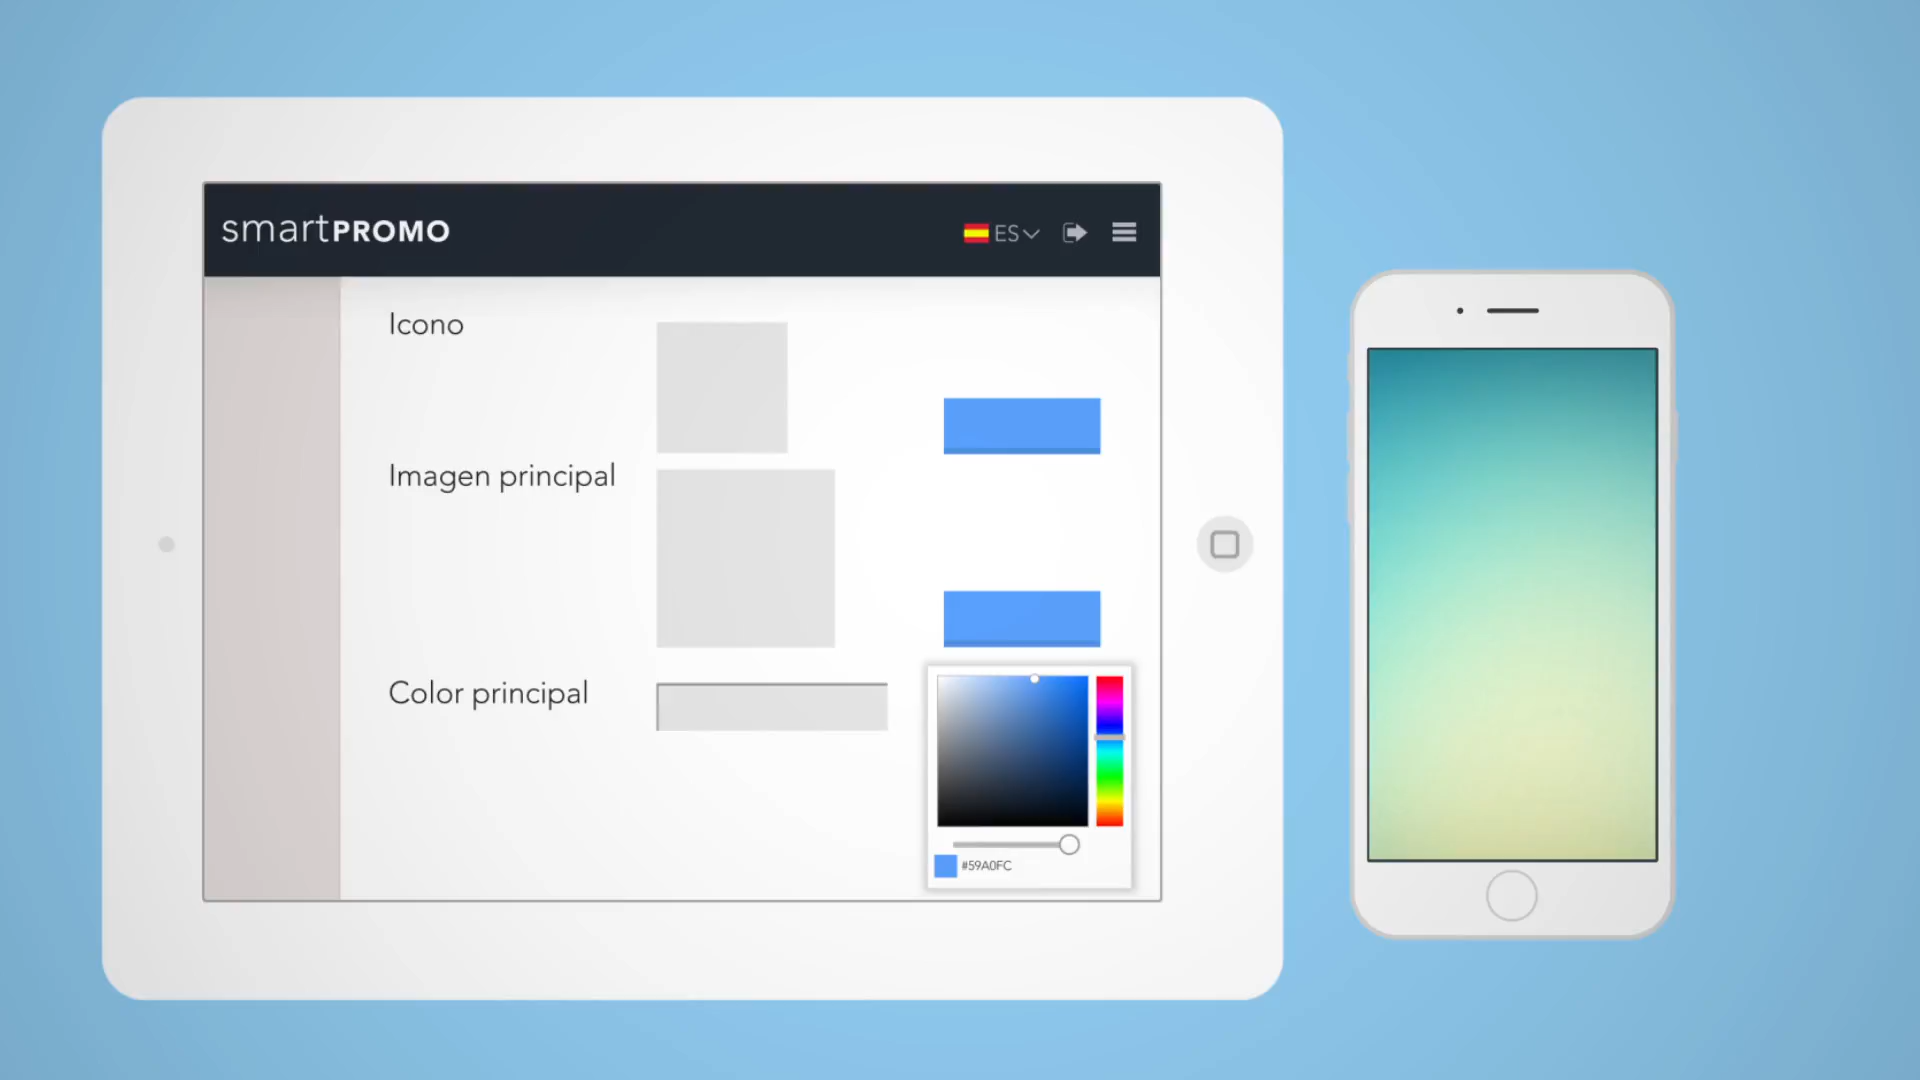 smartPROMO
ES
Icono
Imagen principal
Color principal
#59A0FC